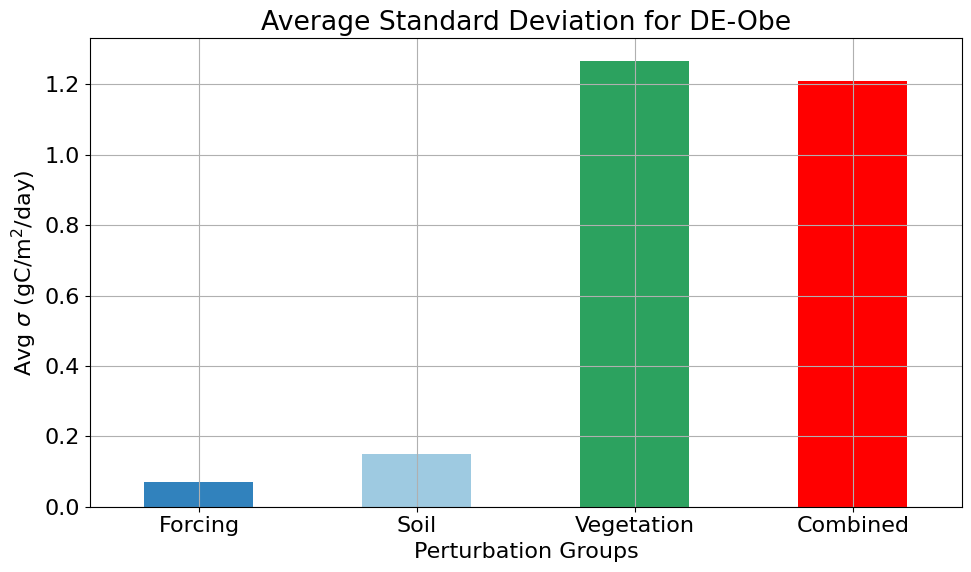 Average Standard Deviation for DE-Obe
Avg σ (gC/m²/day)
1.2
1.0
0.8
0.6
0.4
0.2
0.0
Forcing Soil Vegetation Combined
Perturbation Groups